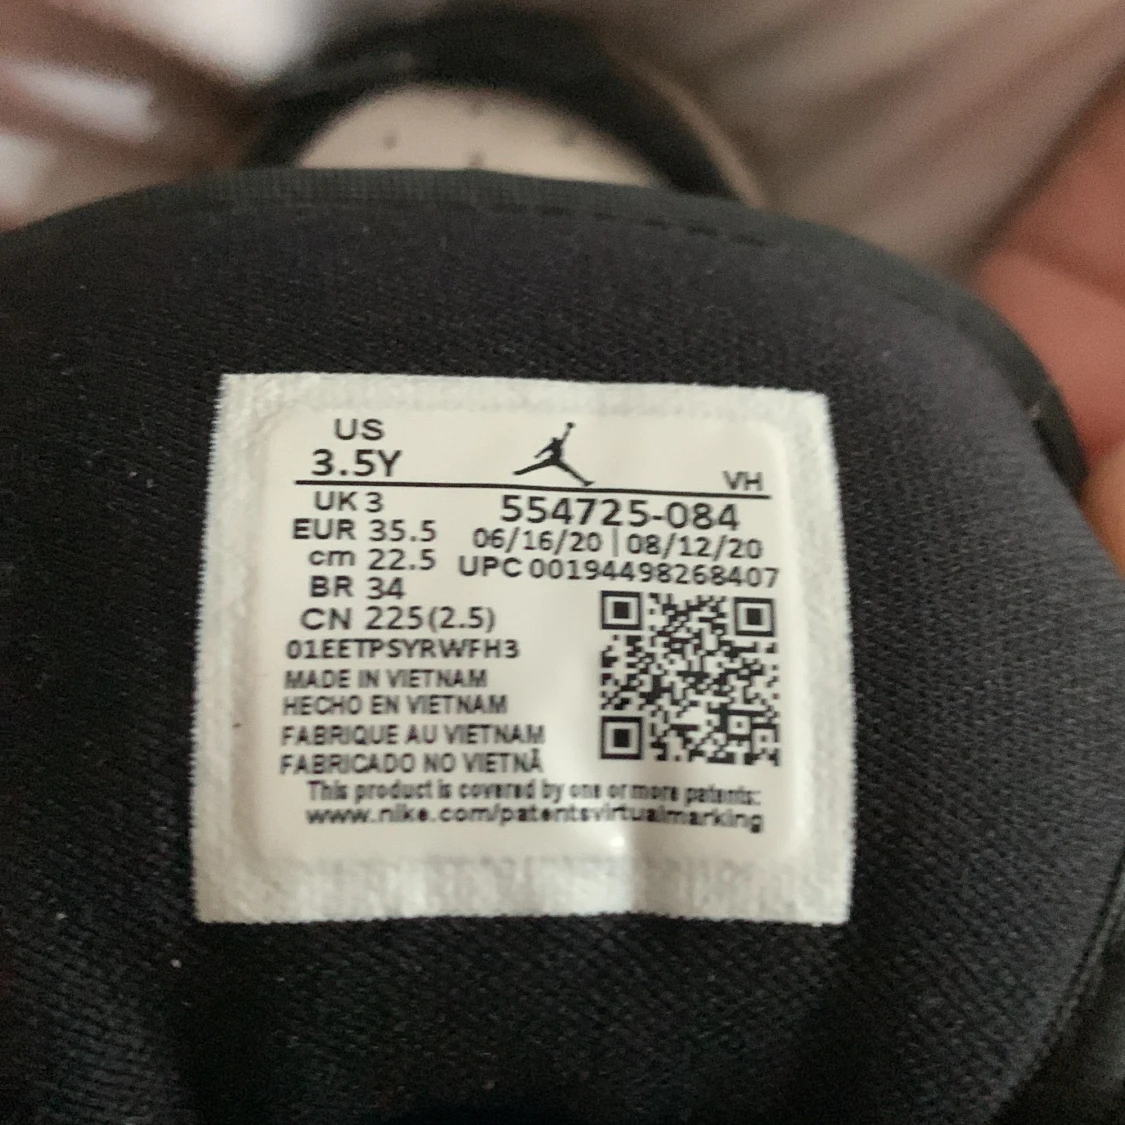 US
3.5Y
VH
UK 3
554725-084
EUR 35.5
06/16/20 | 08/12/20
cm 22.5
UPC 00194498268407
BR 34
CN 225(2.5)
01EETPSYRWFH3
MADE IN VIETNAM
HECHO EN VIETNAM
FABRIQUE AU VIETNAM
FABRICADO NO VIETNÃ
This product is covered by one or more patents:
www.nike.com/patentsvirtualmarking